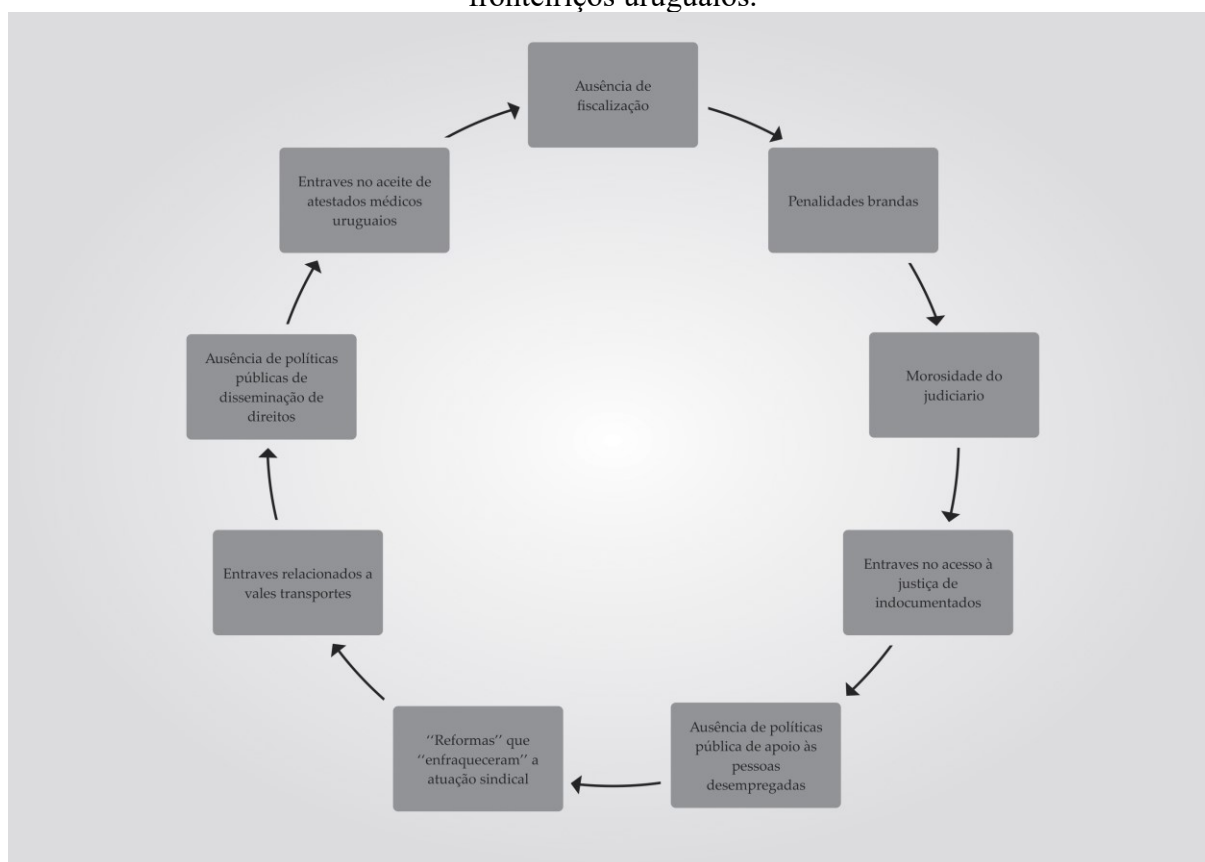 fronteiriços uruguaios.
Ausência de
fiscalização
Penalidades brandas
Morosidade do
judiciario
Entraves no acesso à
justiça de
indocumentados
Ausência de políticas
pública de apoio às
pessoas
desempregadas
‘‘Reformas’’ que
‘‘enfraqueceram’’ a
atuação sindical
Entraves relacionados a
vales transportes
Ausência de políticas
públicas de
disseminação de
direitos
Entraves no aceite de
atestados médicos
uruguaios